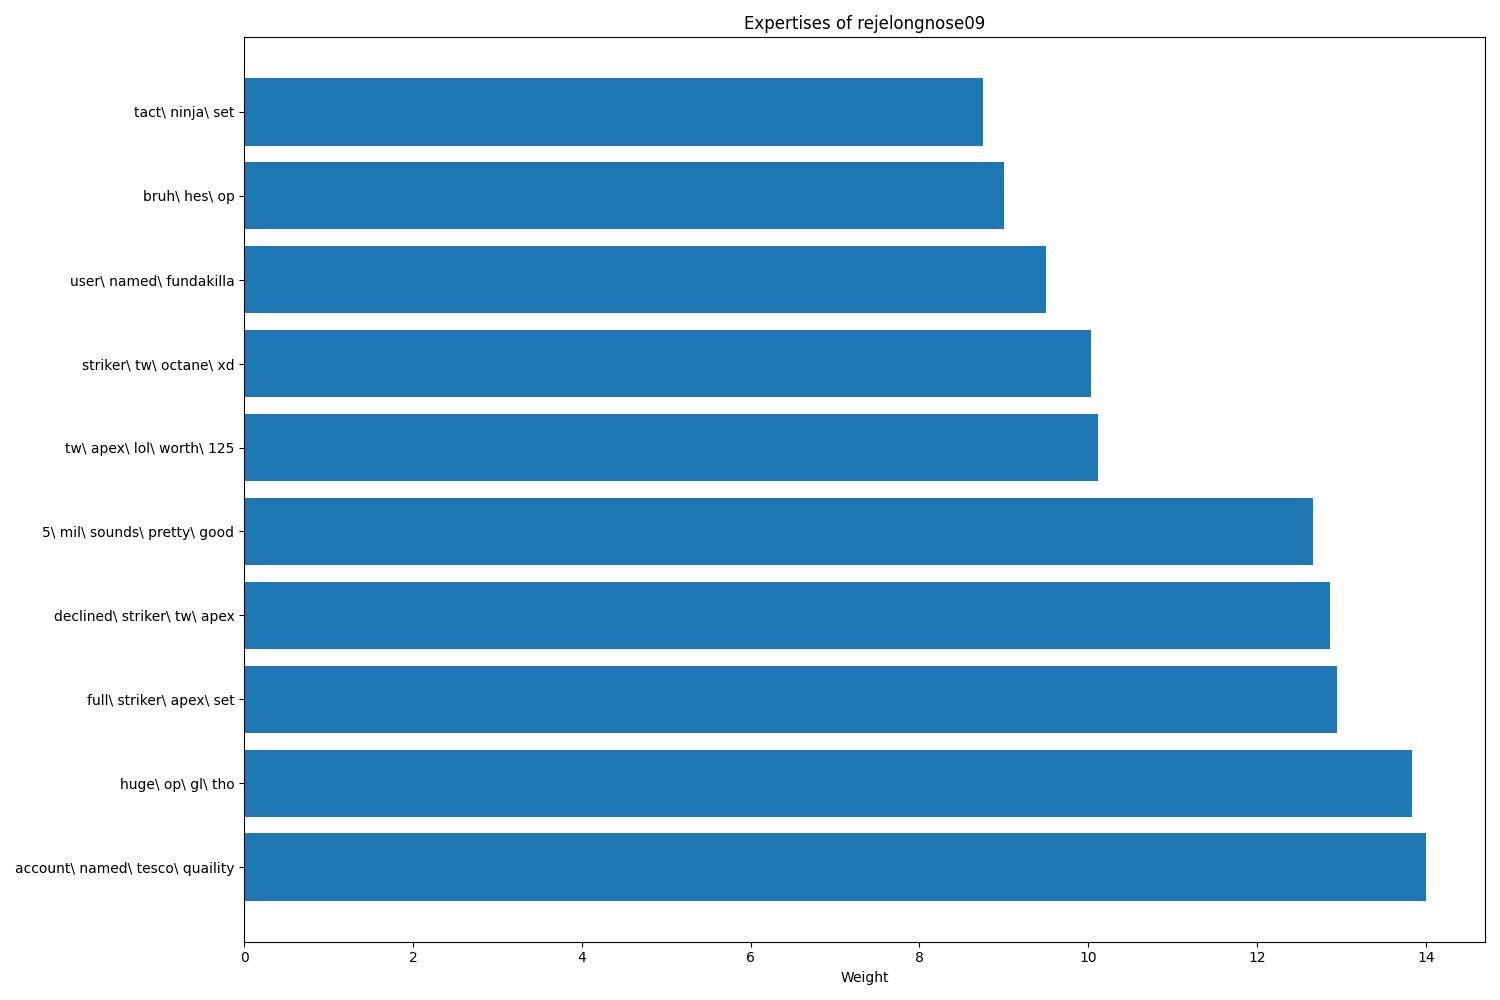 Expertises of rejelongnose09
tact\ ninja\ set
bruh\ hes\ op
user\ named\ fundakilla
striker\ tw\ octane\ xd
tw\ apex\ lol\ worth\ 125
5\ mil\ sounds\ pretty\ good
declined\ striker\ tw\ apex
full\ striker\ apex\ set
huge\ op\ gl\ tho
account\ named\ tesco\ quaility
0 2 4 6 8 10 12 14
Weight